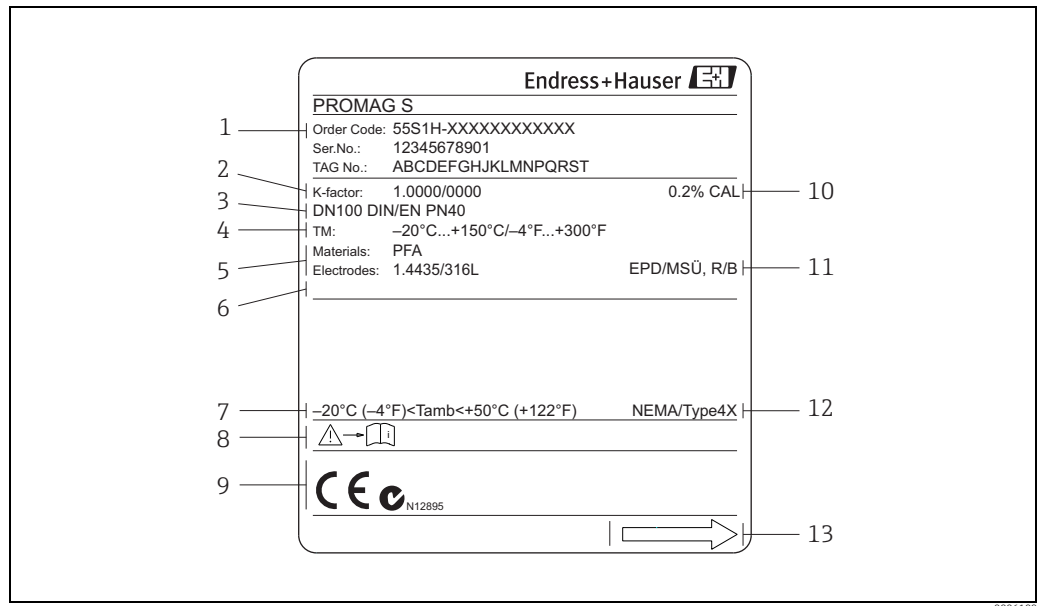 Endress+Hauser
PROMAG S
1
Order Code: 55S1H-XXXXXXXXXXXX
Ser.No.: 12345678901
TAG No.: ABCDEFGHJKLMNPQRST
2
K-factor: 1.0000/0000 0.2% CAL
10
3
DN100 DIN/EN PN40
4
TM: –20°C...+150°C/–4°F...+300°F
Materials: PFA
5
Electrodes: 1.4435/316L EPD/MSÜ, R/B
11
6
7
–20°C (–4°F)<Tamb<+50°C (+122°F) NEMA/Type4X
12
8
i
9
CE
N12895
13